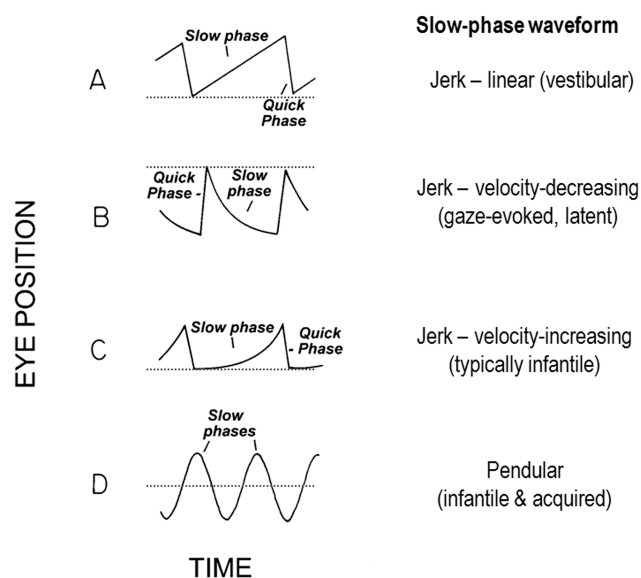 Slow-phase waveform
Slow phase
A
Jerk – linear (vestibular)
Quick
Phase
Quick
Phase -
Slow
phase
B
Jerk – velocity-decreasing
(gaze-evoked, latent)
EYE POSITION
Slow phase
Quick
- Phase
C
Jerk – velocity-increasing
(typically infantile)
Slow
phases
D
Pendular
(infantile & acquired)
TIME